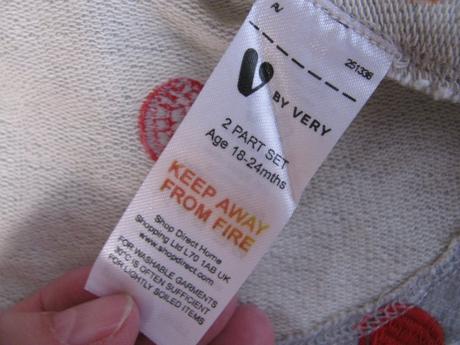 251336
V BY VERY
2 PART SET
Age 18-24mths
KEEP AWAY
FROM FIRE
Shop Direct Home
Shopping Ltd L70 1AB UK
www.shopdirect.com
FOR WASHABLE GARMENTS
30°C IS OFTEN SUFFICIENT
FOR LIGHTLY SOILED ITEMS